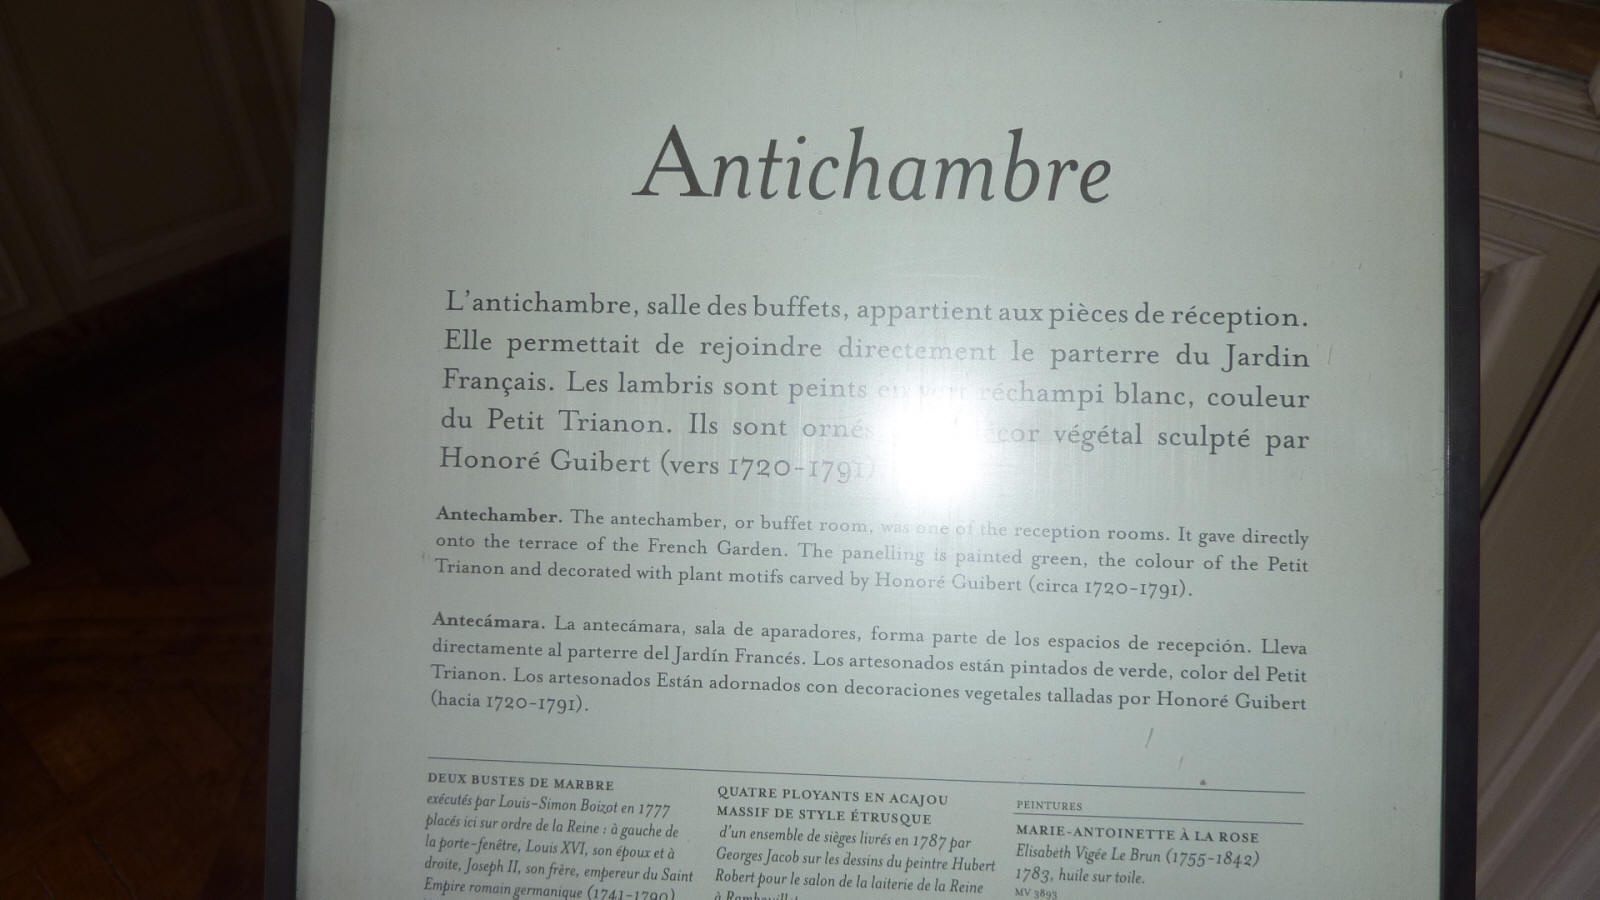 Antichambre
L'antichambre, salle des buffets, appartient aux pièces de réception.
Elle permettait de rejoindre directement le parterre du Jardin
Français. Les lambris sont peints en vert réchampi blanc, couleur
du Petit Trianon. Ils sont ornés décor végétal sculpté par
Honoré Guibert (vers 1720-1791)
Antechamber. The antechamber, or buffet room, was one of the reception rooms. It gave directly
onto the terrace of the French Garden. The panelling is painted green, the colour of the Petit
Trianon and decorated with plant motifs carved by Honoré Guibert (circa 1720-1791).
Antecámara. La antecámara, sala de aparadores, forma parte de los espacios de recepción. Lleva
directamente al parterre del Jardín Francés. Los artesonados están pintados de verde, color del Petit
Trianon. Los artesonados Están adornados con decoraciones vegetales talladas por Honoré Guibert
(hacia 1720-1791).
DEUX BUSTES DE MARBRE
exécutés par Louis-Simon Boizot en 1777
placés ici sur ordre de la Reine : à gauche de
la porte-fenêtre, Louis XVI, son époux et à
droite, Joseph II, son frère, empereur du Saint
Empire romain germanique (1741-1790)
QUATRE PLOYANTS EN ACAJOU
MASSIF DE STYLE ÉTRUSQUE
d'un ensemble de sièges livrés en 1787 par
Georges Jacob sur les dessins du peintre Hubert
Robert pour le salon de la laiterie de la Reine
à Rambouillet
PEINTURES
MARIE-ANTOINETTE À LA ROSE
Elisabeth Vigée Le Brun (1755-1842)
1783, huile sur toile.
MV 3893